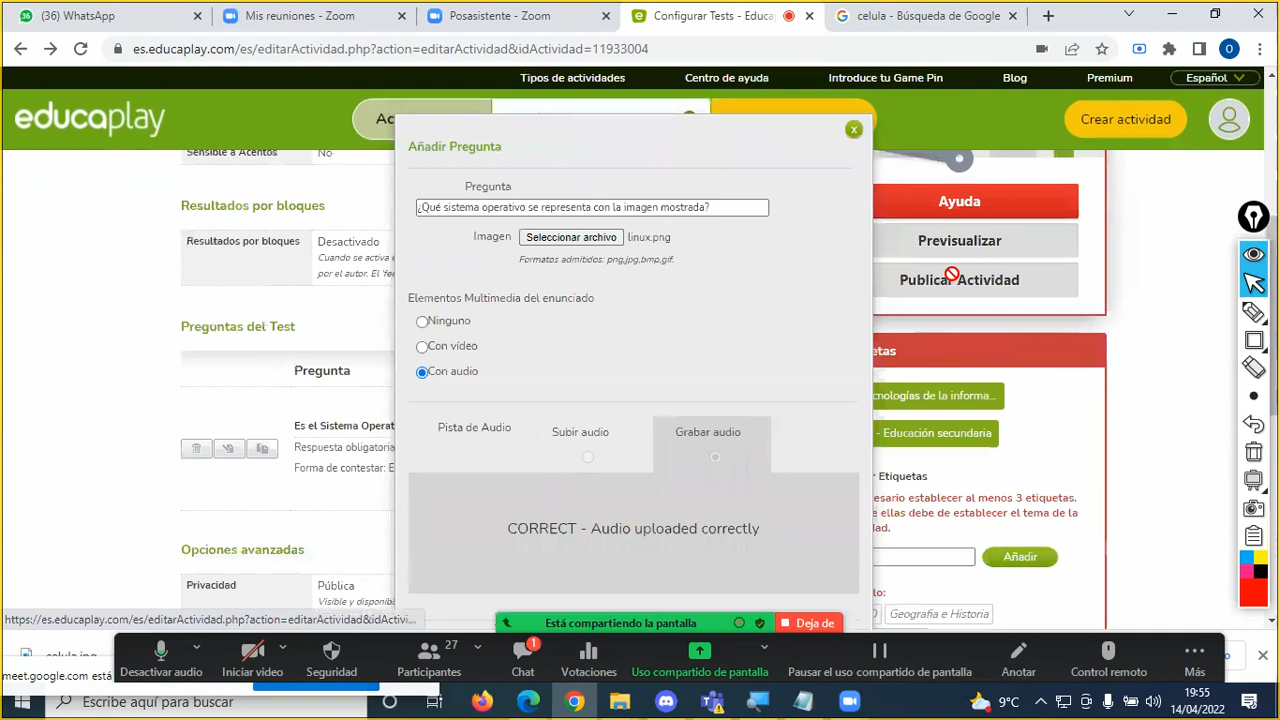 (36) WhatsApp
Mis reuniones - Zoom
Posasistente - Zoom
Configurar Tests - Educa
celula - Búsqueda de Google
es.educaplay.com/es/editarActividad.php?action=editarActividad&idActividad=11933004
O
Tipos de actividades
Centro de ayuda
Introduce tu Game Pin
Blog
Premium
Español
educaplay
Ac
Crear actividad
Sensible a Acentos
No
Resultados por bloques
Resultados por bloques
Desactivado
Cuando se activa e
por el autor. El 'fee
Preguntas del Test
Pregunta
Es el Sistema Operat
Respuesta obligatoria
Forma de contestar: E
Opciones avanzadas
Privacidad
Pública
Visible y disponibl
Añadir Pregunta
x
Pregunta
¿Qué sistema operativo se representa con la imagen mostrada?
Imagen
Seleccionar archivo
linux.png
Formatos admitidos: png,jpg,bmp,gif.
Elementos Multimedia del enunciado
Ninguno
Con vídeo
Con audio
Pista de Audio
Subir audio
Grabar audio
CORRECT - Audio uploaded correctly
Ayuda
Previsualizar
Publicar Actividad
etas
cnologías de la informa...
- Educación secundaria
r Etiquetas
esario establecer al menos 3 etiquetas.
e ellas debe de establecer el tema de la
dad.
Añadir
lo:
Geografia e Historia
https://es.educaplay.com/es/editarActividad.php?action=editarActividad&idActivi...
Está compartiendo la pantalla
Deja de
celula.jpg
meet.google.com está
Desactivar audio
Iniciar video
Seguridad
27
Participantes
1
Chat
Votaciones
Uso compartido de pantalla
Pausar el uso compartido de pantalla
Anotar
Control remoto
Más
Escribe aquí para buscar
9°C
19:55
14/04/2022